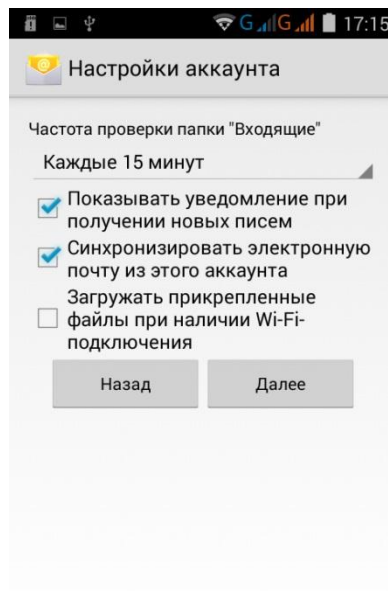 G G 17:15
Настройки аккаунта
Частота проверки папки "Входящие"
Каждые 15 минут
Показывать уведомление при
получении новых писем
Синхронизировать электронную
почту из этого аккаунта
Загружать прикрепленные
файлы при наличии Wi-Fi-
подключения
Назад Далее